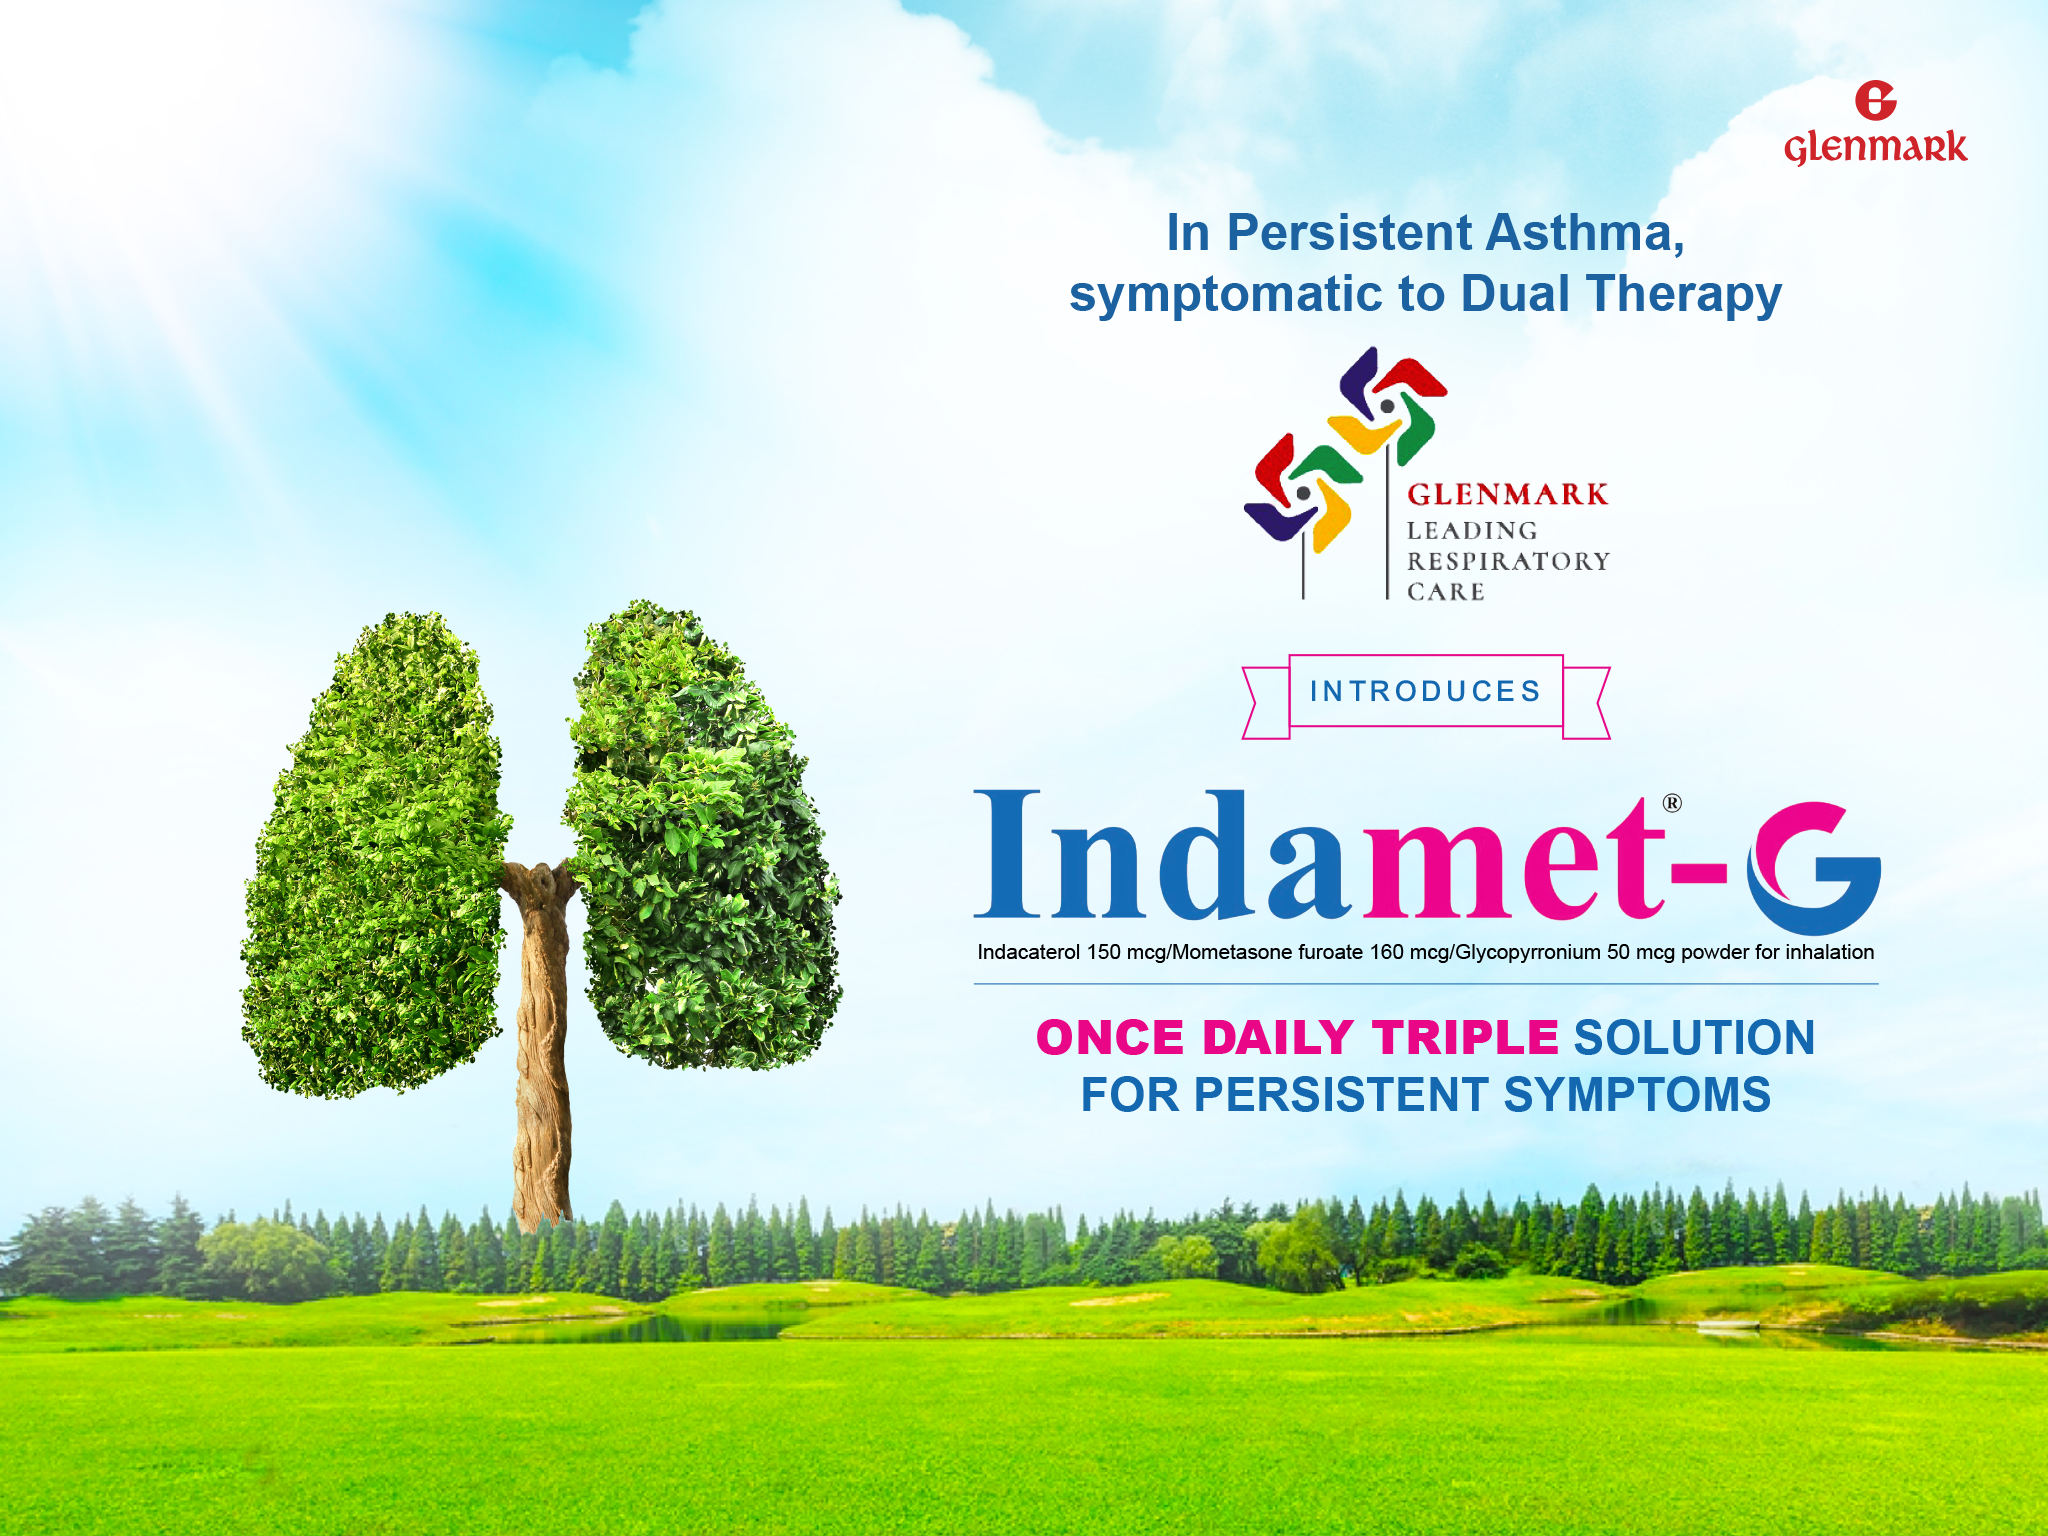 glenmark
In Persistent Asthma,
symptomatic to Dual Therapy
GLENMARK
LEADING
RESPIRATORY
CARE
INTRODUCES
Indamet®-G
Indacaterol 150 mcg/Mometasone furoate 160 mcg/Glycopyrronium 50 mcg powder for inhalation
ONCE DAILY TRIPLE SOLUTION
FOR PERSISTENT SYMPTOMS